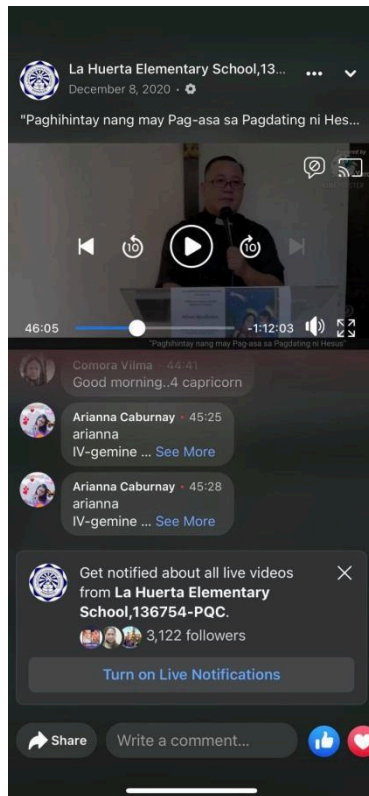 La Huerta Elementary School,13...
December 8, 2020
"Paghihintay nang may Pag-asa sa Pagdating ni Hes...
10
10
46:05
-1:12:03
"Paghihintay nang may Pag-asa sa Pagdating ni Hesus"
Comora Vilma · 44:41
Good morning..4 capricorn
Arianna Caburnay · 45:25
arianna
IV-gemine ... See More
Arianna Caburnay · 45:28
arianna
IV-gemine ... See More
Get notified about all live videos
from La Huerta Elementary
School,136754-PQC.
3,122 followers
Turn on Live Notifications
Share
Write a comment...